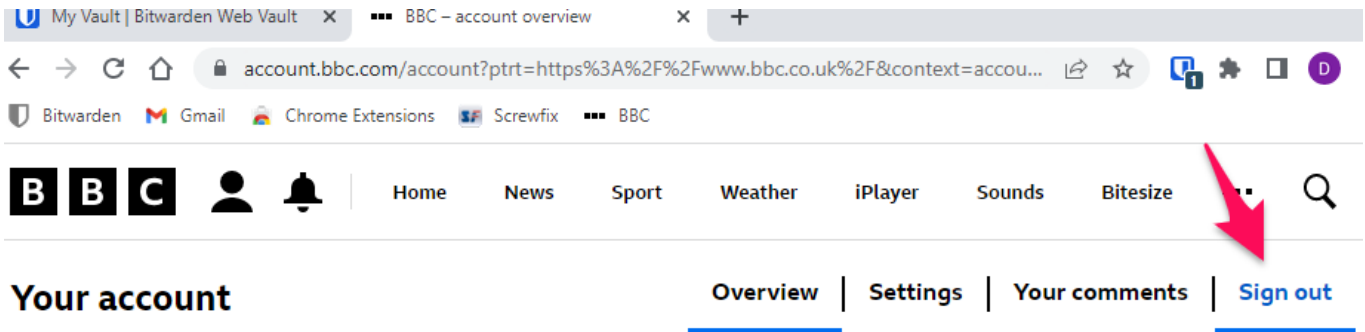 My Vault | Bitwarden Web Vault BBC – account overview
account.bbc.com/account?ptrt=https%3A%2F%2Fwww.bbc.co.uk%2F&context=accou... 1 D
Bitwarden Gmail Chrome Extensions SF Screwfix BBC
BBC Home News Sport Weather iPlayer Sounds Bitesize
Your account Overview Settings Your comments Sign out